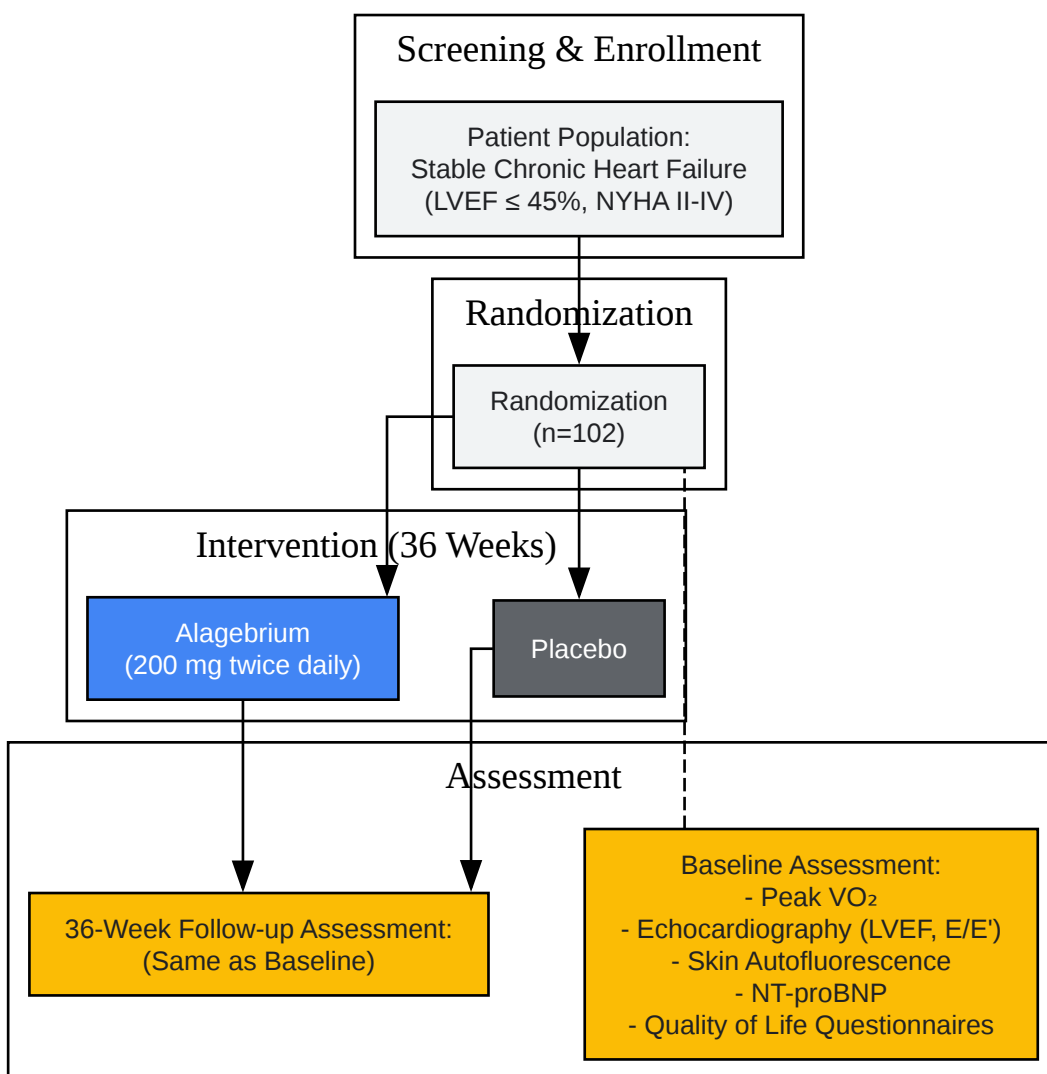 Screening & Enrollment
Patient Population:
Stable Chronic Heart Failure
(LVEF ≤ 45%, NYHA II-IV)
Randomization
Randomization
(n=102)
Intervention (36 Weeks)
Alagebrium
(200 mg twice daily)
Placebo
Assessment
36-Week Follow-up Assessment:
(Same as Baseline)
Baseline Assessment:
- Peak VO₂
- Echocardiography (LVEF, E/E')
- Skin Autofluorescence
- NT-proBNP
- Quality of Life Questionnaires